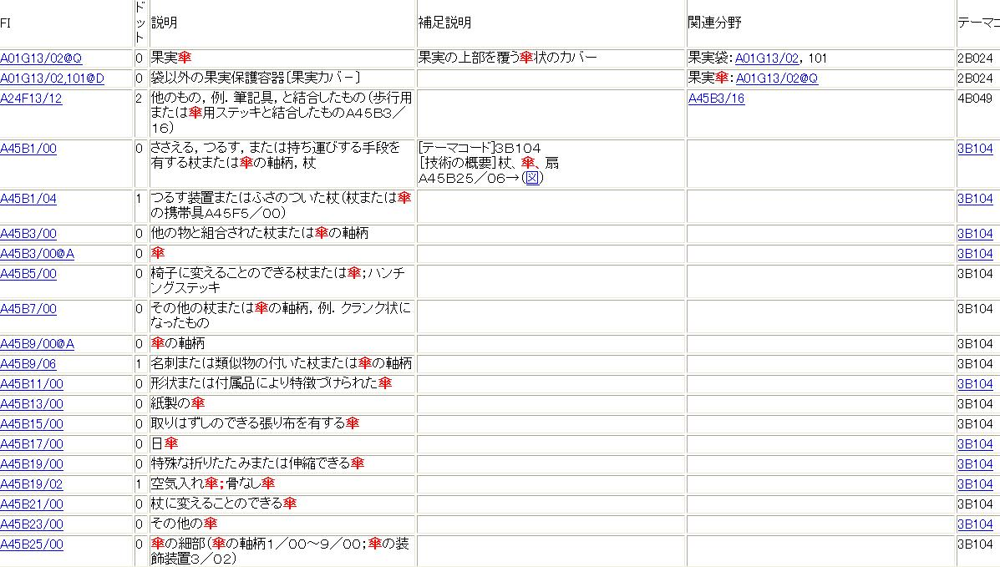 FI ドット 説明 補足説明 関連分野 テーマコ
A01G13/02@Q 0 果実傘 果実の上部を覆う傘状のカバー 果実袋:A01G13/02, 101 2B024
A01G13/02,101@D 0 袋以外の果実保護容器〔果実カバ-〕 果実傘:A01G13/02@Q 2B024
A24F13/12 2 他のもの,例.筆記具,と結合したもの(歩行用 A45B3/16 4B049
または傘用ステッキと結合したものA45B3/
16)
A45B1/00 0 ささえる,つるす,または持ち運びする手段を [テーマコード]3B104 3B104
有する杖または傘の軸柄,杖 [技術の概要]杖、傘、扇
A45B25/06→(図)
A45B1/04 1 つるす装置またはふさのついた杖(杖または傘 3B104
の携帯具A45F5/00)
A45B3/00 0 他の物と組合された杖または傘の軸柄 3B104
A45B3/00@A 0 傘 3B104
A45B5/00 0 椅子に変えることのできる杖または傘;ハンチ 3B104
ングステッキ
A45B7/00 0 その他の杖または傘の軸柄,例.クランク状に 3B104
なったもの
A45B9/00@A 0 傘の軸柄 3B104
A45B9/06 1 名刺または類似物の付いた杖または傘の軸柄 3B104
A45B11/00 0 形状または付属品により特徴づけられた傘 3B104
A45B13/00 0 紙製の傘 3B104
A45B15/00 0 取りはずしのできる張り布を有する傘 3B104
A45B17/00 0 日傘 3B104
A45B19/00 0 特殊な折りたたみまたは伸縮できる傘 3B104
A45B19/02 1 空気入れ傘;骨なし傘 3B104
A45B21/00 0 杖に変えることのできる傘 3B104
A45B23/00 0 その他の傘 3B104
A45B25/00 0 傘の細部(傘の軸柄1/00~9/00;傘の装 3B104
飾装置3/02)